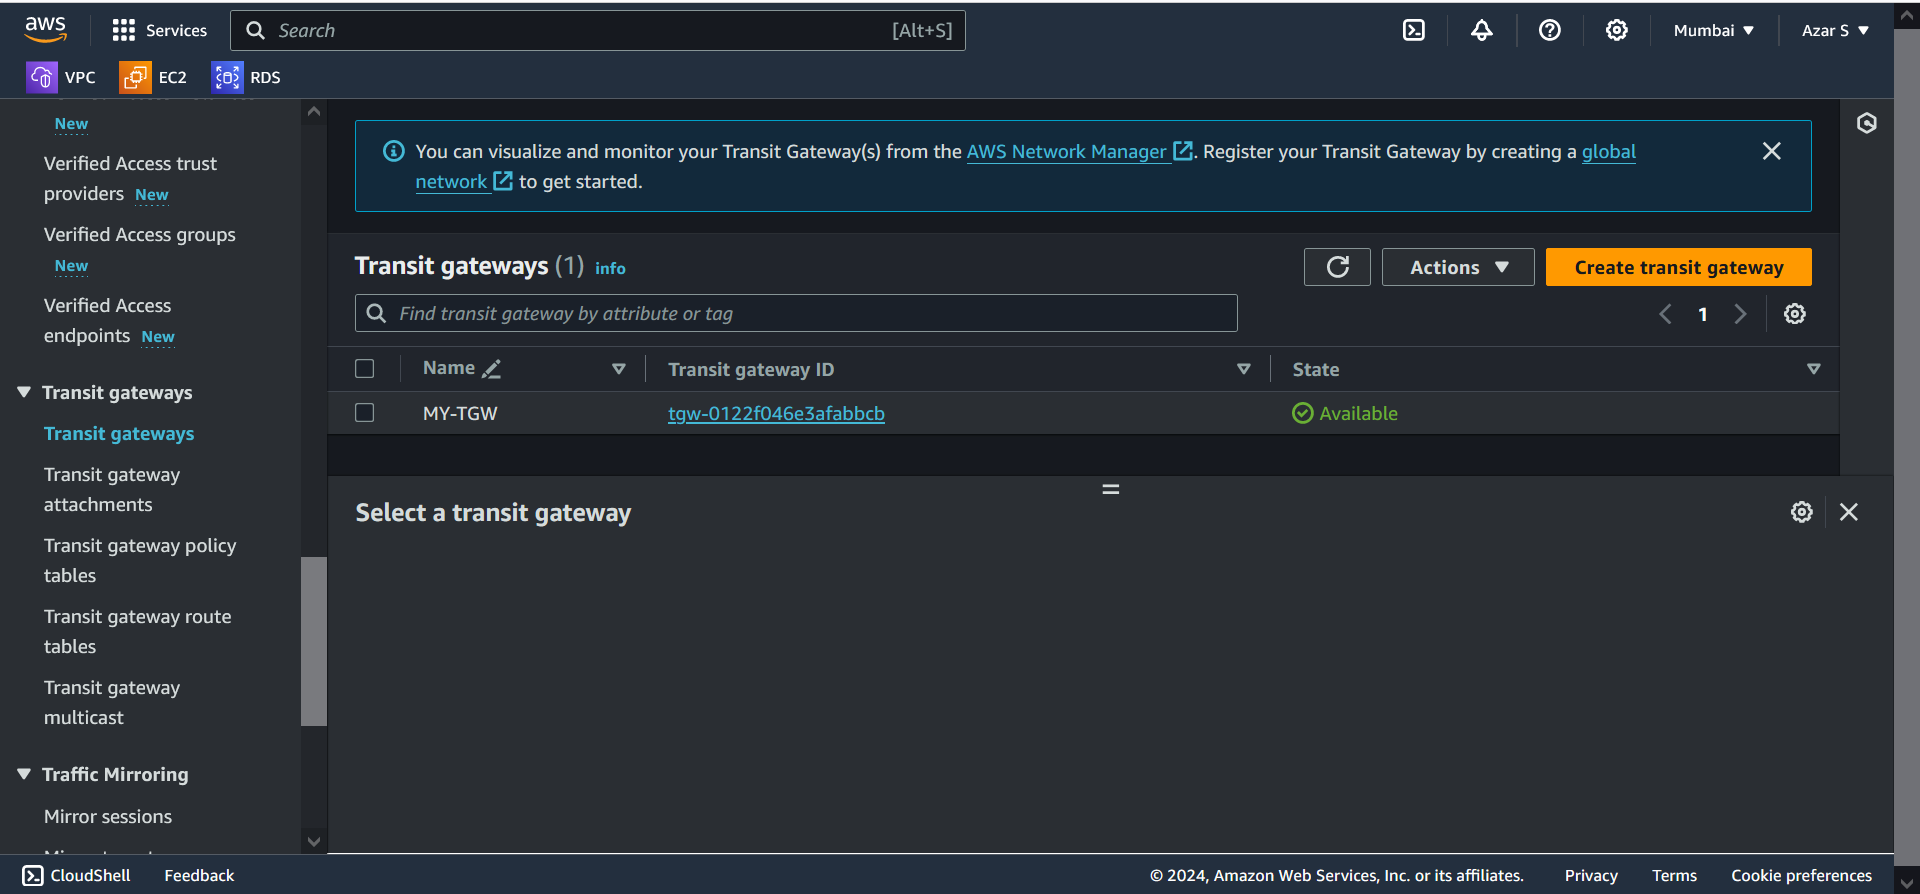 aws
Services
Search
[Alt+S]
Mumbai
Azar S
VPC
EC2
RDS
New
Verified Access trust
providers New
Verified Access groups
New
Verified Access
endpoints New
Transit gateways
Transit gateways
Transit gateway
attachments
Transit gateway policy
tables
Transit gateway route
tables
Transit gateway
multicast
Traffic Mirroring
Mirror sessions
You can visualize and monitor your Transit Gateway(s) from the AWS Network Manager. Register your Transit Gateway by creating a global
network to get started.
Transit gateways (1) info
Actions
Create transit gateway
Find transit gateway by attribute or tag
1
Name
Transit gateway ID
State
MY-TGW
tgw-0122f046e3afabbcb
Available
Select a transit gateway
CloudShell
Feedback
© 2024, Amazon Web Services, Inc. or its affiliates.
Privacy
Terms
Cookie preferences